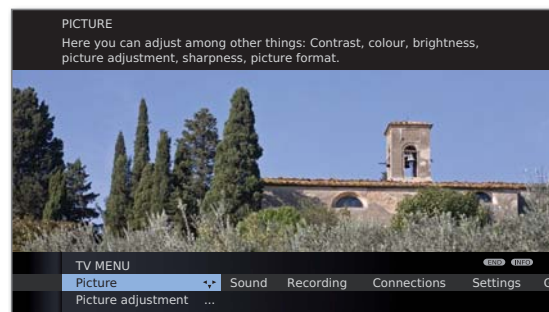 PICTURE
Here you can adjust among other things: Contrast, colour, brightness,
picture adjustment, sharpness, picture format.
TV MENU END INFO
Picture Sound Recording Connections Settings
Picture adjustment ...